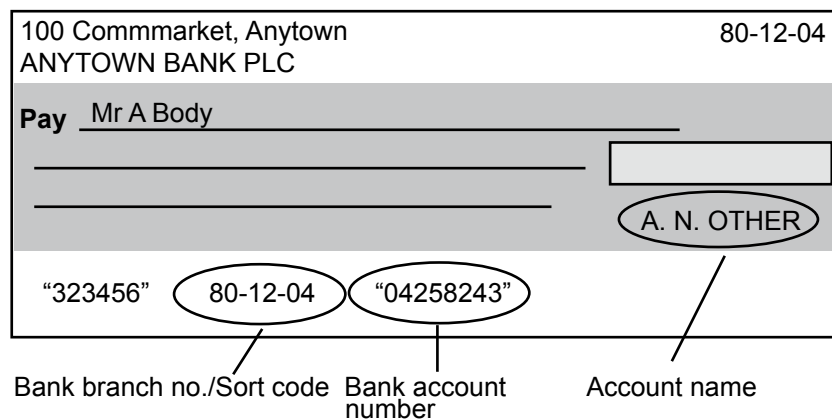 100 Commmarket, Anytown 80-12-04
ANYTOWN BANK PLC
Pay Mr A Body
A. N. OTHER
“323456” 80-12-04 “04258243”
Bank branch no./Sort code Bank account number Account name